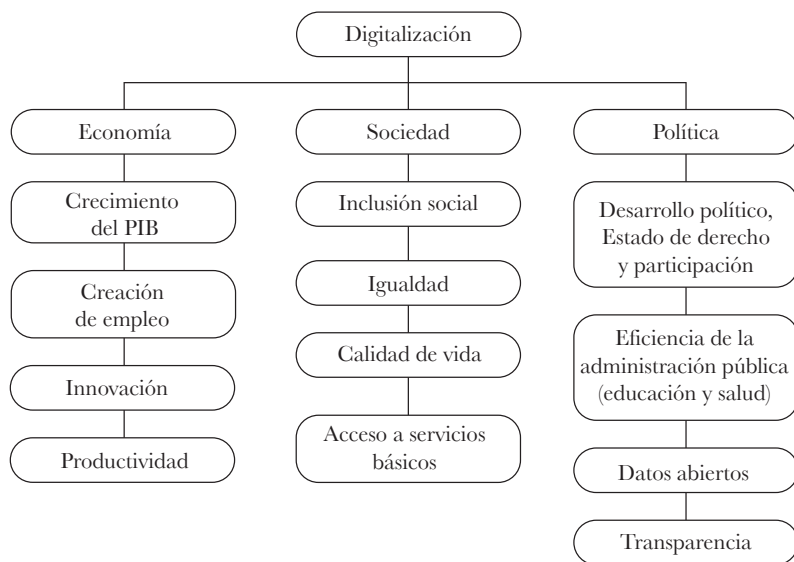 Digitalización
Economía
Crecimiento
del PIB
Creación
de empleo
Innovación
Productividad
Sociedad
Inclusión social
Igualdad
Calidad de vida
Acceso a servicios
básicos
Política
Desarrollo político,
Estado de derecho
y participación
Eficiencia de la
administración pública
(educación y salud)
Datos abiertos
Transparencia